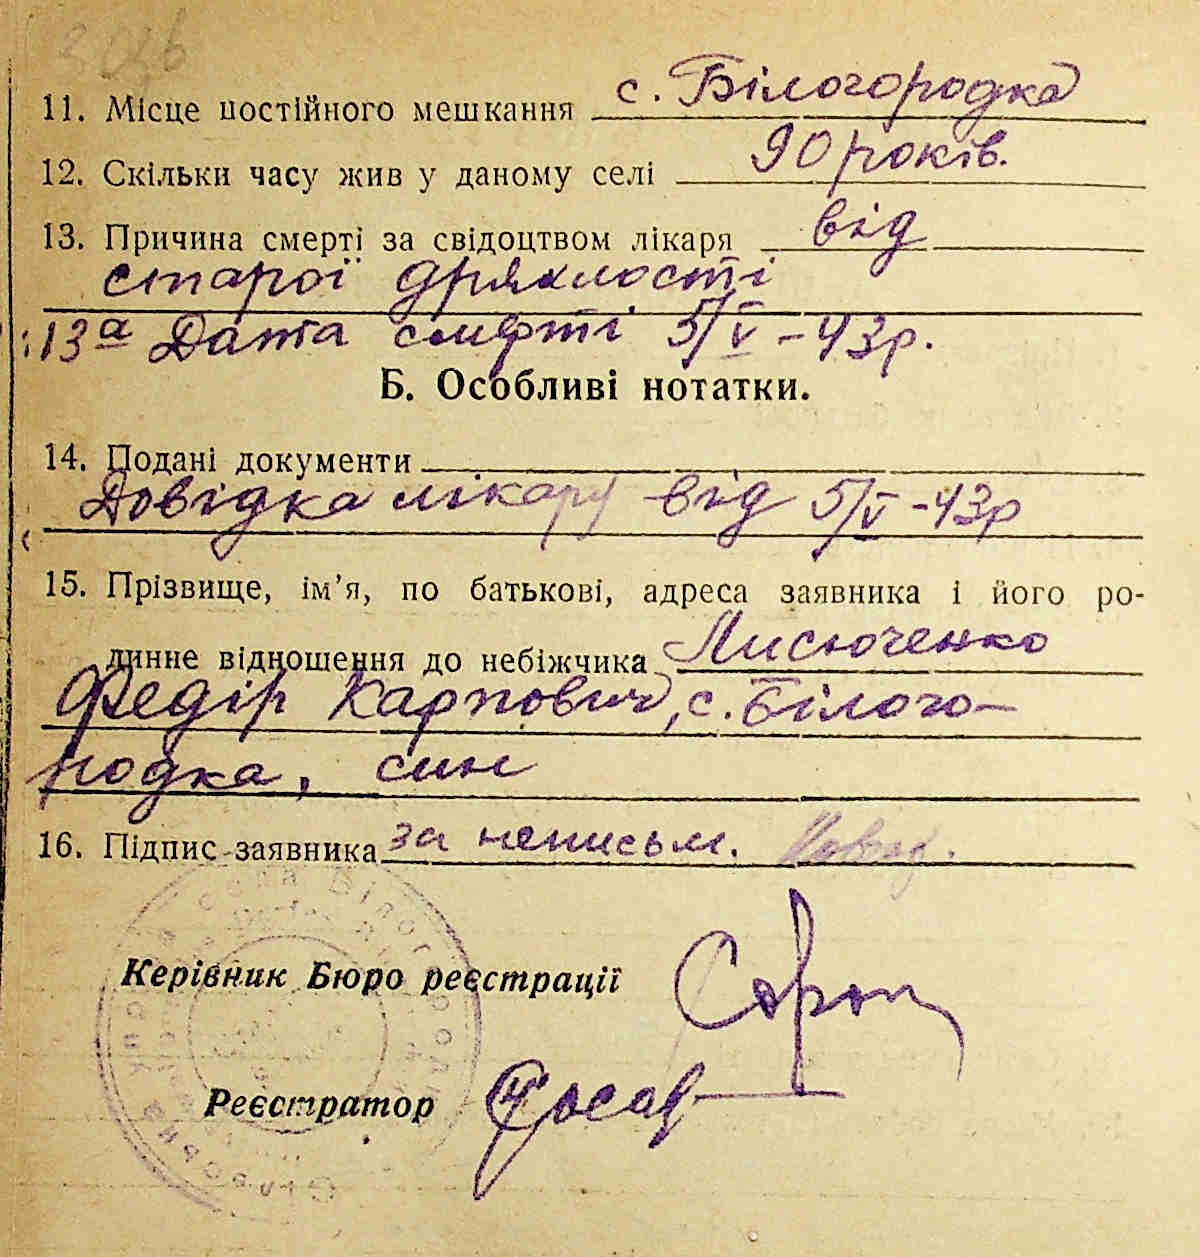 11. Місце постійного мешкання с. Білогородка
12. Скільки часу жив у даному селі 90 років.
13. Причина смерті за свідоцтвом лікаря від
старої дряхлості
13а Дата смерті 5/V-43р.
Б. Особливі нотатки.
14. Подані документи
Довідка лікару від 5/V-43р
15. Прізвище, ім’я, по батькові, адреса заявника і його ро-
динне відношення до небіжчика Лисюченко
Федір Карпович, с. Білого-
родка, син
16. Підпис заявника за неписьм.
Керівник Бюро реєстрації
Реєстратор